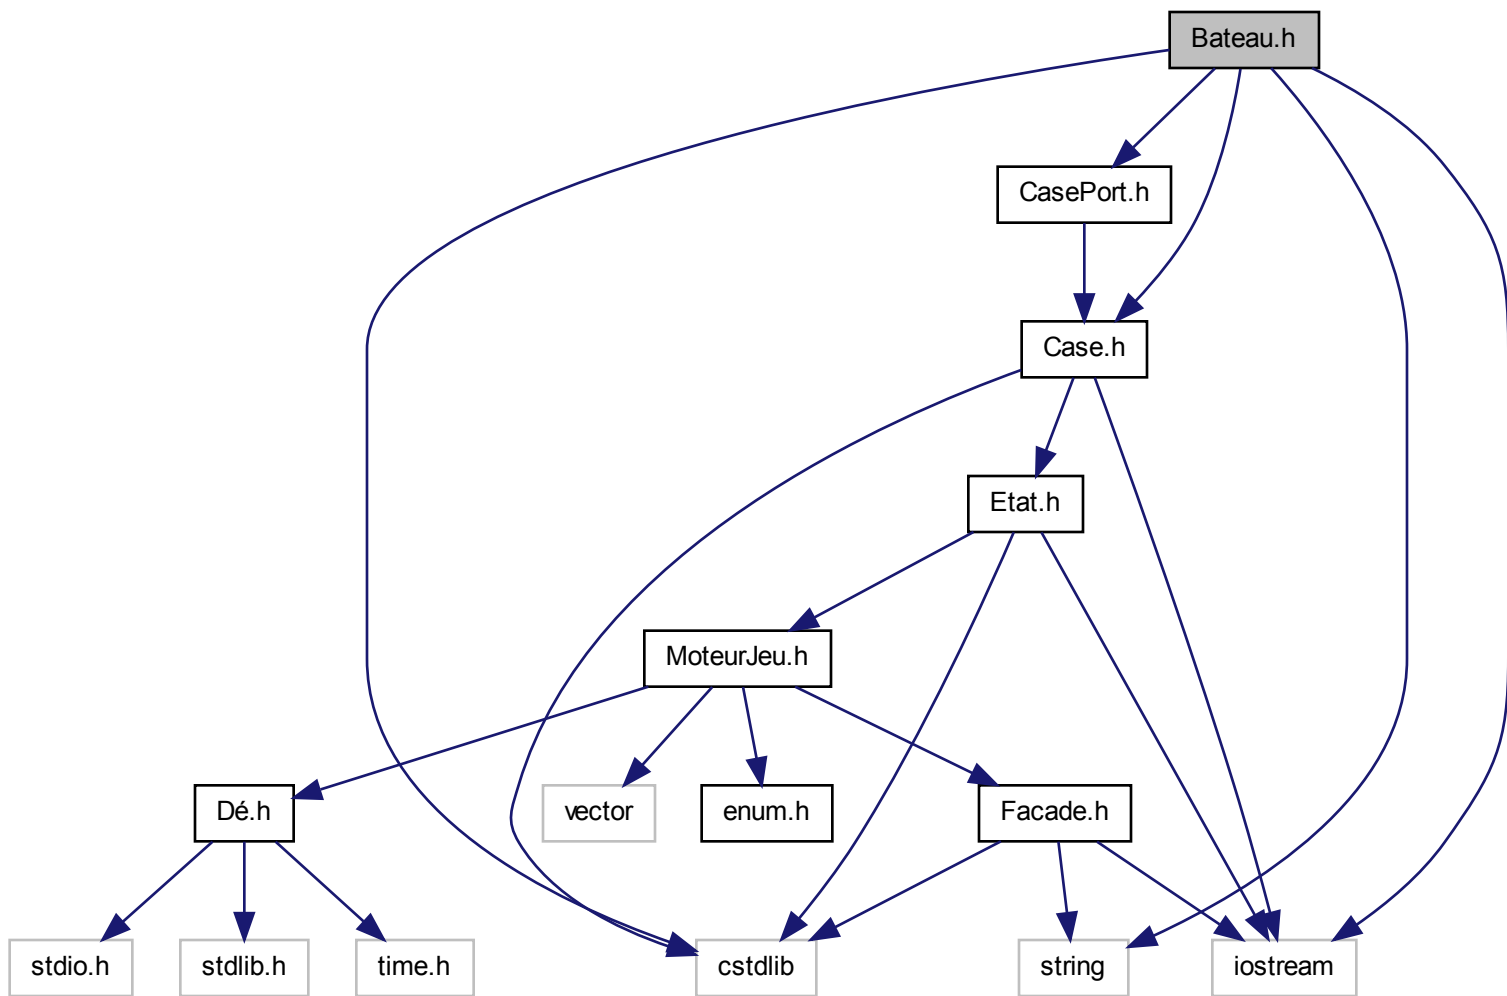 Bateau.h
CasePort.h
Case.h
Etat.h
MoteurJeu.h
Dé.h
vector
enum.h
Facade.h
stdio.h
stdlib.h
time.h
cstdlib
string
iostream